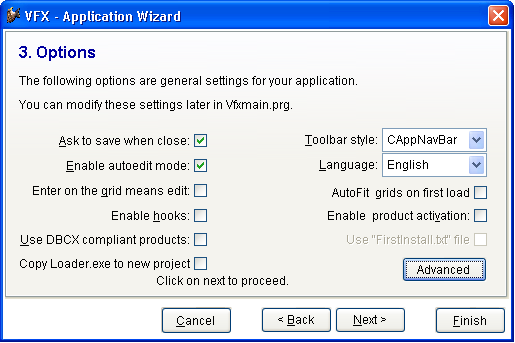 VFX - Application Wizard
3. Options
The following options are general settings for your application.
You can modify these settings later in Vfxmain.prg.
Ask to save when close:
Toolbar style: CAppNavBar
Enable autoedit mode:
Language: English
Enter on the grid means edit:
AutoFit grids on first load
Enable hooks:
Enable product activation:
Use DBCX compliant products:
Use "FirstInstall.txt" file
Copy Loader.exe to new project
Advanced
Click on next to proceed.
Cancel
< Back
Next >
Finish